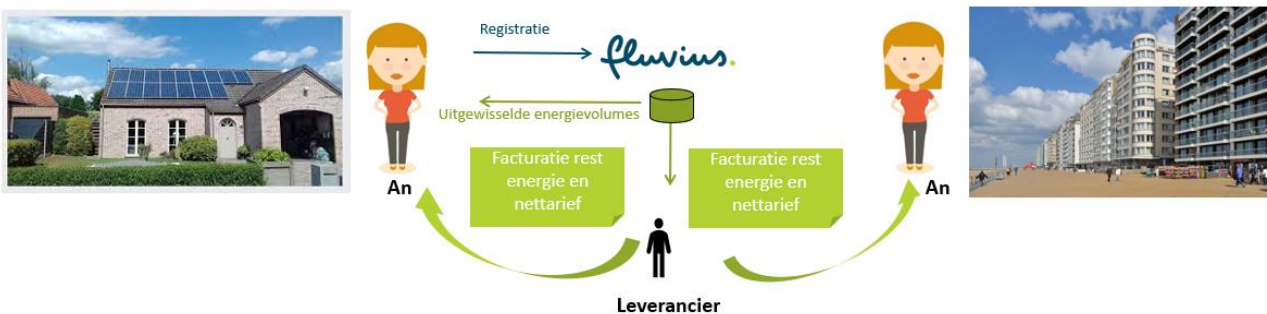 Registratie
fluvius.
Uitgewisselde energievolumes
Facturatie rest
energie en
nettarief
Facturatie rest
energie en
nettarief
An
An
Leverancier